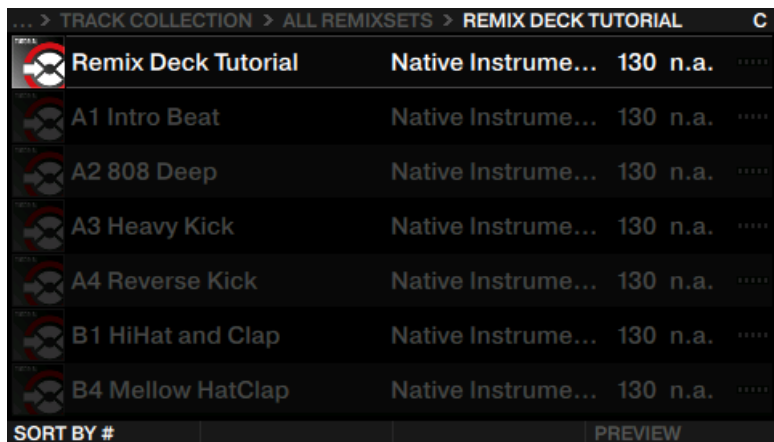 ... > TRACK COLLECTION > ALL REMIXSETS > REMIX DECK TUTORIAL C
Remix Deck Tutorial Native Instrume... 130 n.a.
A1 Intro Beat Native Instrume... 130 n.a.
A2 808 Deep Native Instrume... 130 n.a.
A3 Heavy Kick Native Instrume... 130 n.a.
A4 Reverse Kick Native Instrume... 130 n.a.
B1 HiHat and Clap Native Instrume... 130 n.a.
B4 Mellow HatClap Native Instrume... 130 n.a.
SORT BY # PREVIEW